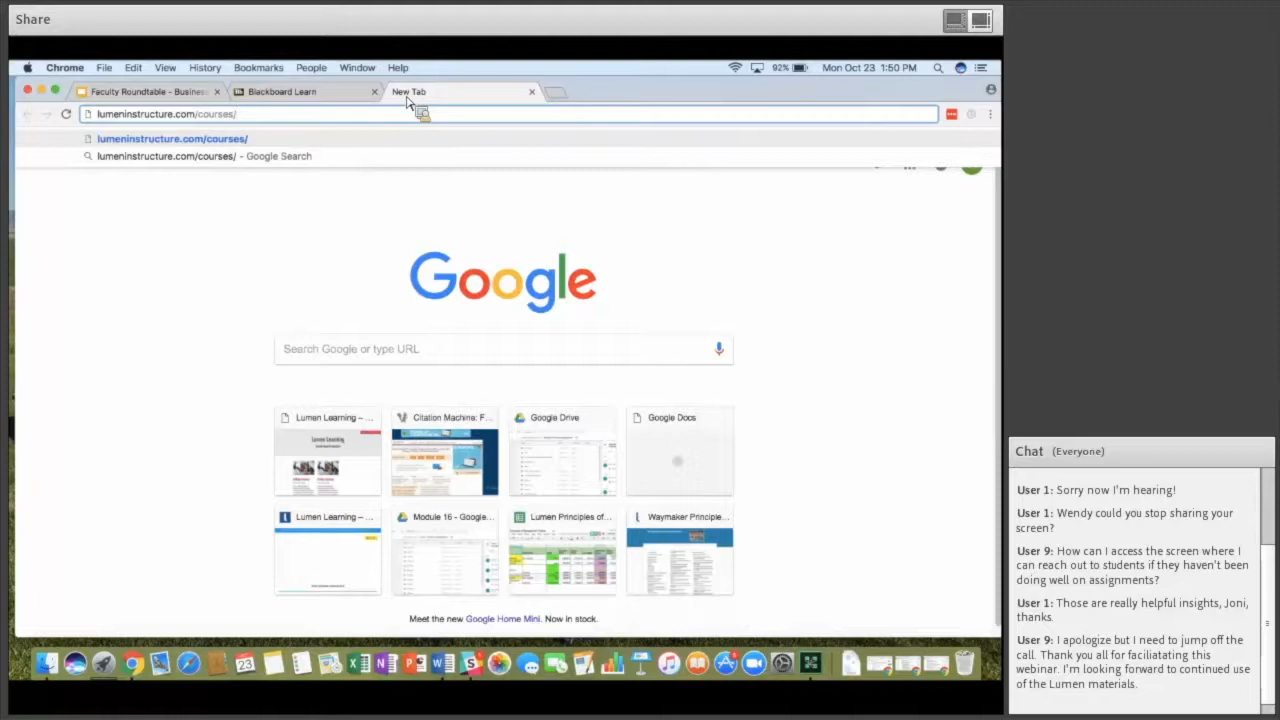 Share
Chrome File Edit View History Bookmarks People Window Help 92% Mon Oct 23 1:50 PM
Faculty Roundtable - Busines Blackboard Learn New Tab
lumeninstructure.com/courses/
lumeninstructure.com/courses/
lumeninstructure.com/courses/ - Google Search
Google
Search Google or type URL
Lumen Learning – ... Citation Machine: F... Google Drive Google Docs
Lumen Learning
Lumen Learning – ... Module 16 - Google... Lumen Principles of... Waymaker Principle...
Meet the new Google Home Mini. Now in stock.
23
Chat (Everyone)
User 1: Sorry now I'm hearing!
User 1: Wendy could you stop sharing your
screen?
User 9: How can I access the screen where I
can reach out to students if they haven't been
doing well on assignments?
User 1: Those are really helpful insights, Joni,
thanks.
User 9: I apologize but I need to jump off the
call. Thank you all for faciliatating this
webinar. I'm looking forward to continued use
of the Lumen materials.